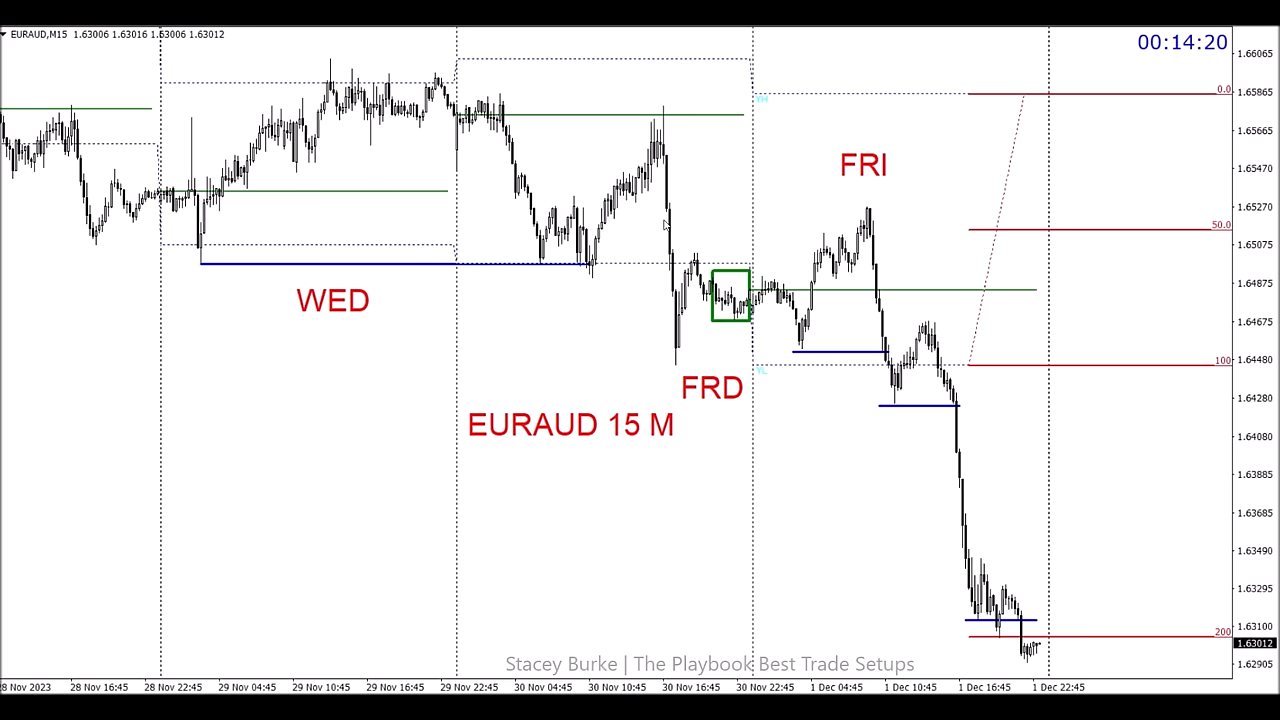 EURAUD,M15 1.63006 1.63016 1.63006 1.63012
00:14:20
1.66065
1.65865
1.65665
1.65470
1.65270
1.65075
1.64875
1.64675
1.64480
1.64280
1.64080
1.63885
1.63685
1.63490
1.63295
1.63100
1.63012
1.62905
0.0
50.0
100
200
YH
YL
FRI
WED
FRD
EURAUD 15 M
Stacey Burke | The Playbook Best Trade Setups
28 Nov 2023 28 Nov 16:45 28 Nov 22:45 29 Nov 04:45 29 Nov 10:45 29 Nov 16:45 29 Nov 22:45 30 Nov 04:45 30 Nov 10:45 30 Nov 16:45 30 Nov 22:45 1 Dec 04:45 1 Dec 10:45 1 Dec 16:45 1 Dec 22:45